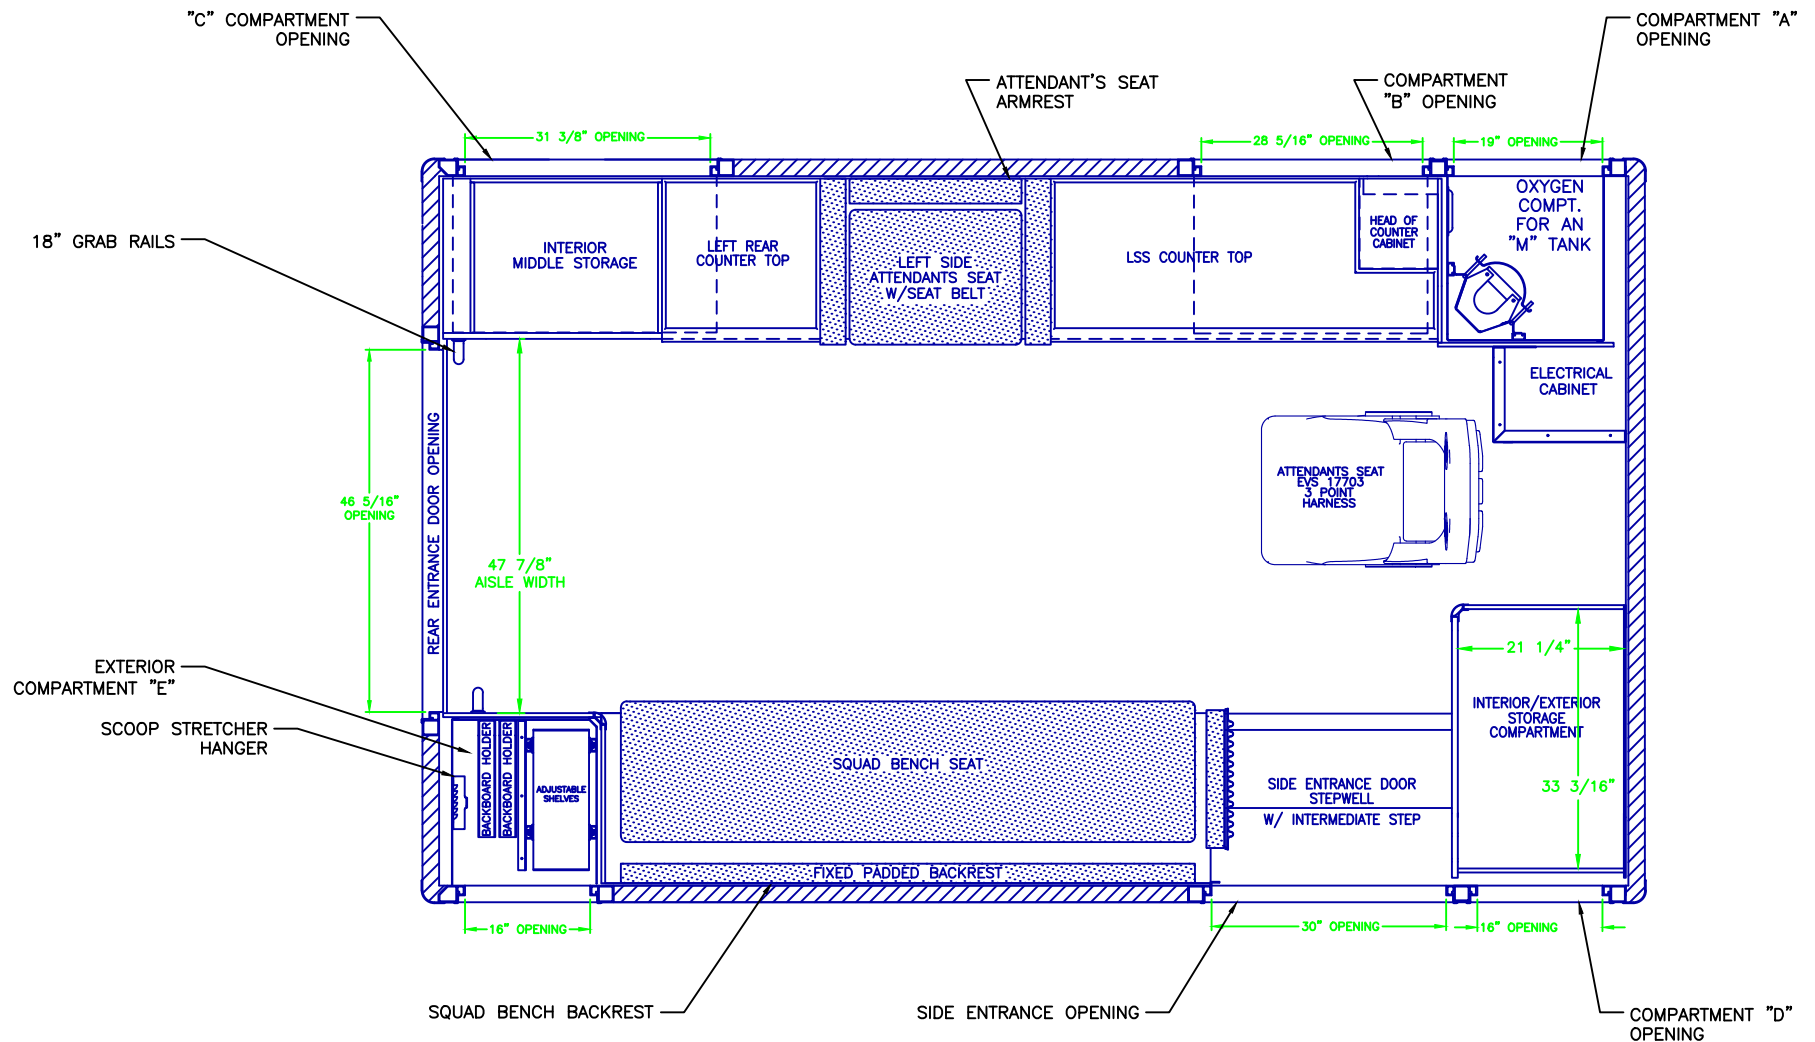 "C" COMPARTMENT
OPENING
COMPARTMENT "A"
OPENING
ATTENDANT'S SEAT
ARMREST
COMPARTMENT
"B" OPENING
31 3/8" OPENING
28 5/16" OPENING
19" OPENING
18" GRAB RAILS
INTERIOR
MIDDLE STORAGE
LEFT REAR
COUNTER TOP
LEFT SIDE
ATTENDANTS SEAT
W/SEAT BELT
LSS COUNTER TOP
HEAD OF
COUNTER
CABINET
OXYGEN
COMPT.
FOR AN
"M" TANK
ELECTRICAL
CABINET
46 5/16"
OPENING
REAR ENTRANCE DOOR OPENING
47 7/8"
AISLE WIDTH
ATTENDANTS SEAT
EVS 17703
3 POINT
HARNESS
EXTERIOR
COMPARTMENT "E"
SCOOP STRETCHER
HANGER
BACKBOARD HOLDER
BACKBOARD HOLDER
ADJUSTABLE
SHELVES
SQUAD BENCH SEAT
FIXED PADDED BACKREST
SIDE ENTRANCE DOOR
STEPWELL
W/ INTERMEDIATE STEP
21 1/4"
INTERIOR/EXTERIOR
STORAGE
COMPARTMENT
33 3/16"
16" OPENING
30" OPENING
16" OPENING
SQUAD BENCH BACKREST
SIDE ENTRANCE OPENING
COMPARTMENT "D"
OPENING